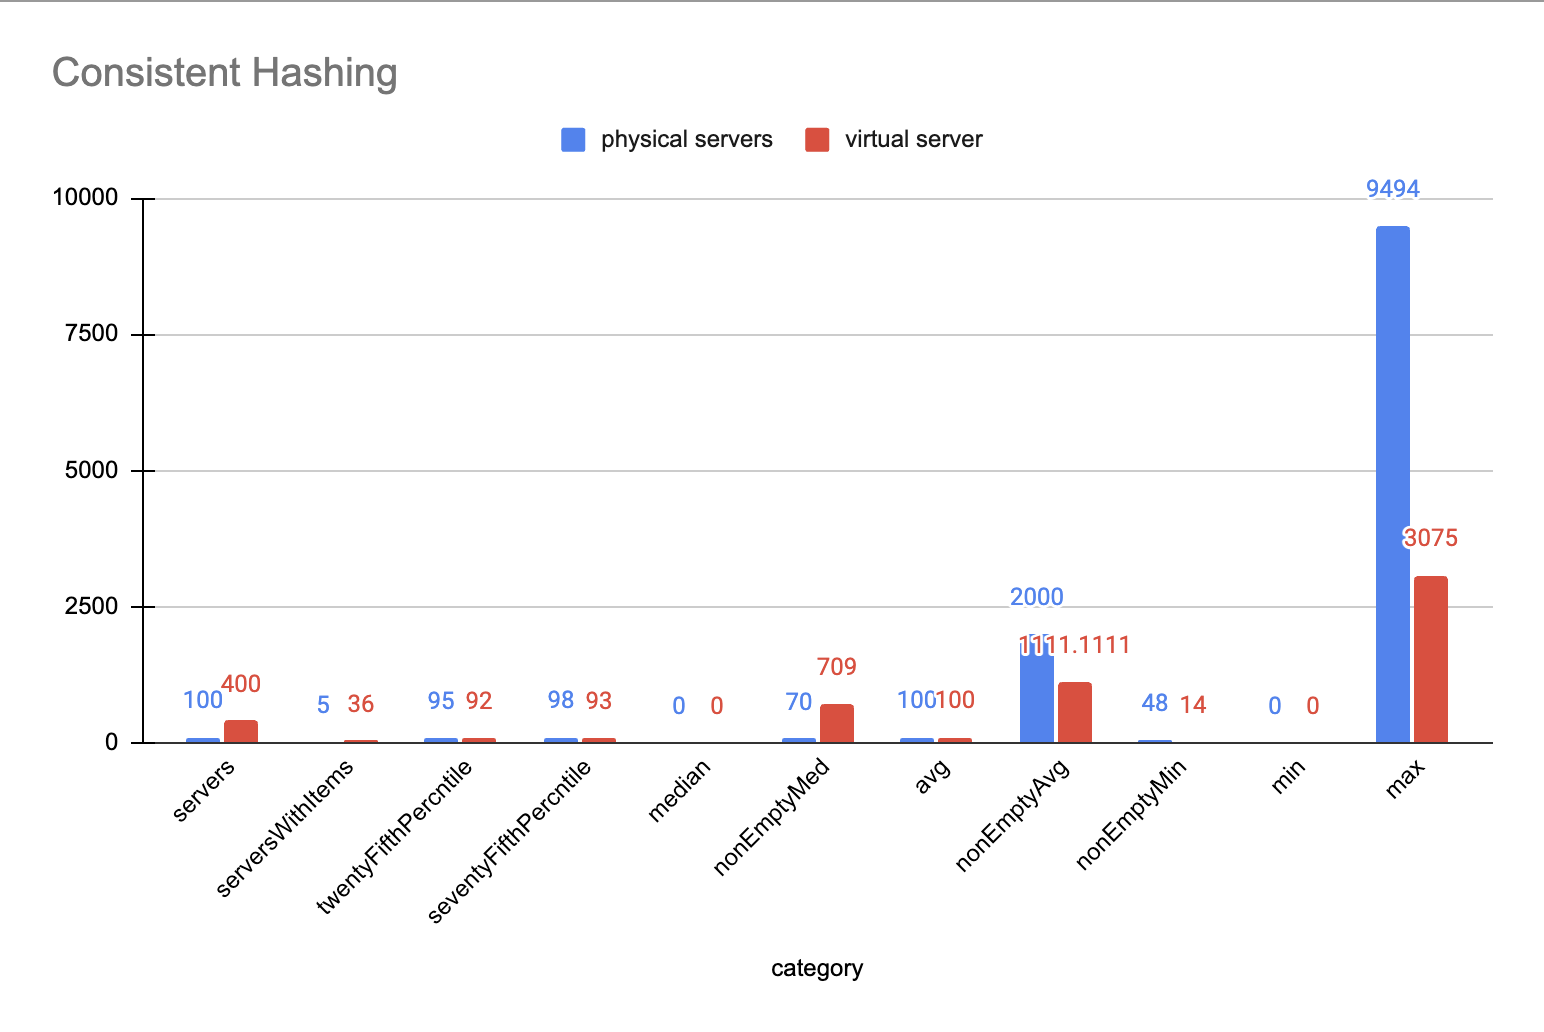 Consistent Hashing
physical servers virtual server
10000
7500
5000
2500
0
100 400 5 36 95 92 98 93 0 0 70 709 100 100 2000 1111.1111 48 14 0 0 9494 3075
servers
serversWithItems
twentyFifthPercntile
seventyFifthPercntile
median
nonEmptyMed
avg
nonEmptyAvg
nonEmptyMin
min
max
category